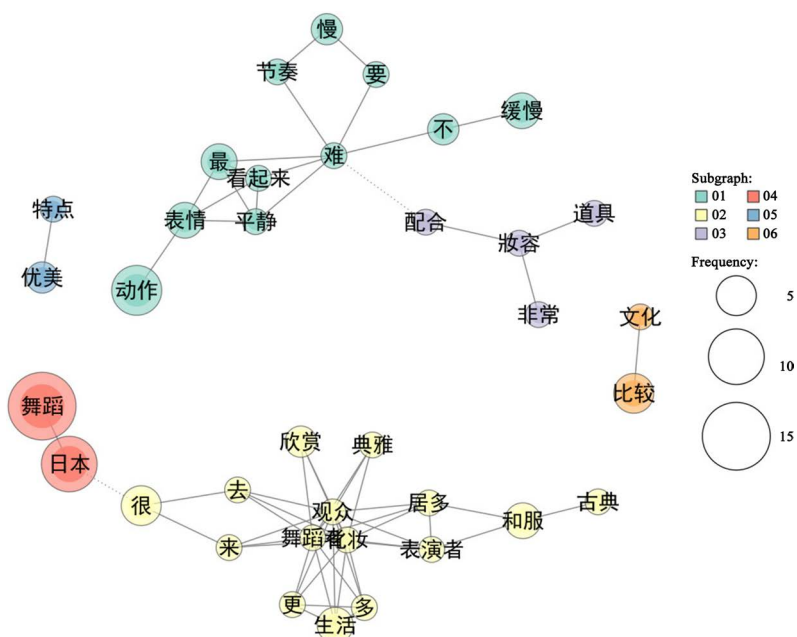 慢
节奏
要
缓慢
不
难
最
看起来
表情
平静
动作
特点
优美
配合
道具
妝容
非常
文化
比较
舞蹈
日本
很
去
来
欣赏
典雅
观众
舞蹈者
化妆
居多
表演者
和服
古典
更
多
生活
Subgraph:
01 04
02 05
03 06
Frequency:
5
10
15